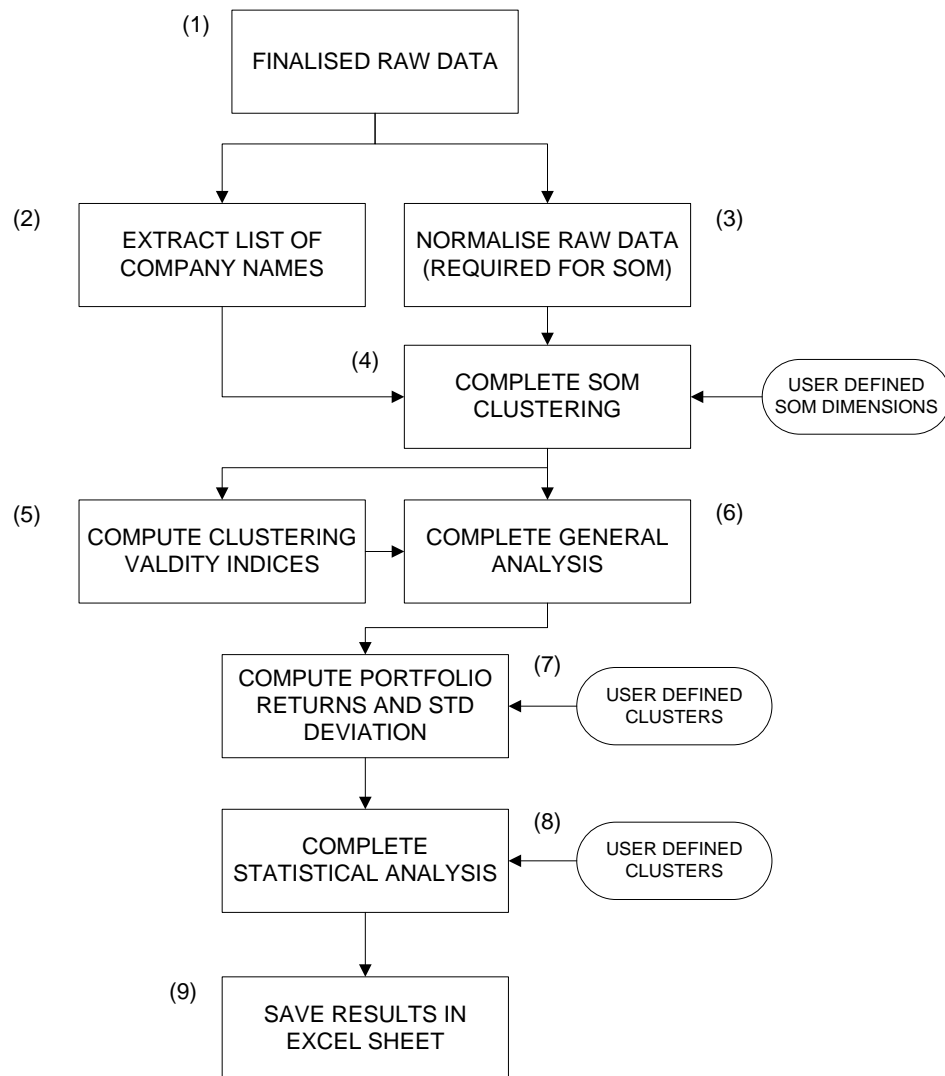 (1)
FINALISED RAW DATA
(2)
EXTRACT LIST OF
COMPANY NAMES
NORMALISE RAW DATA
(REQUIRED FOR SOM)
(3)
(4)
COMPLETE SOM
CLUSTERING
USER DEFINED
SOM DIMENSIONS
(5)
COMPUTE CLUSTERING
VALDITY INDICES
COMPLETE GENERAL
ANALYSIS
(6)
COMPUTE PORTFOLIO
RETURNS AND STD
DEVIATION
(7)
USER DEFINED
CLUSTERS
COMPLETE
STATISTICAL ANALYSIS
(8)
USER DEFINED
CLUSTERS
(9)
SAVE RESULTS IN
EXCEL SHEET